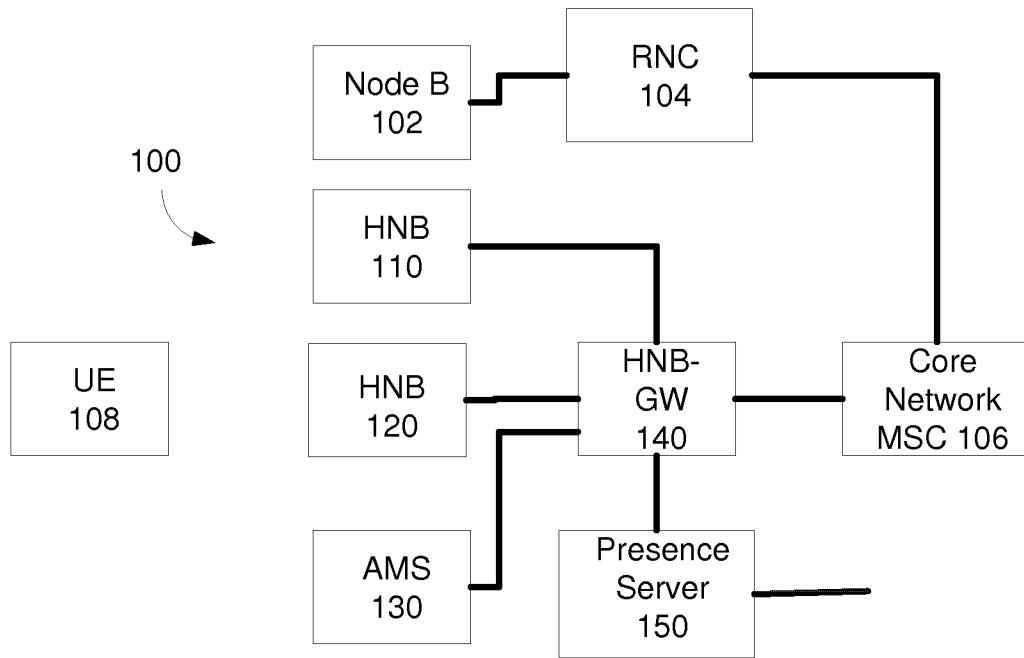 Node B
102
RNC
104
100
HNB
110
UE
108
HNB
120
HNB-
GW
140
Core
Network
MSC 106
AMS
130
Presence
Server
150